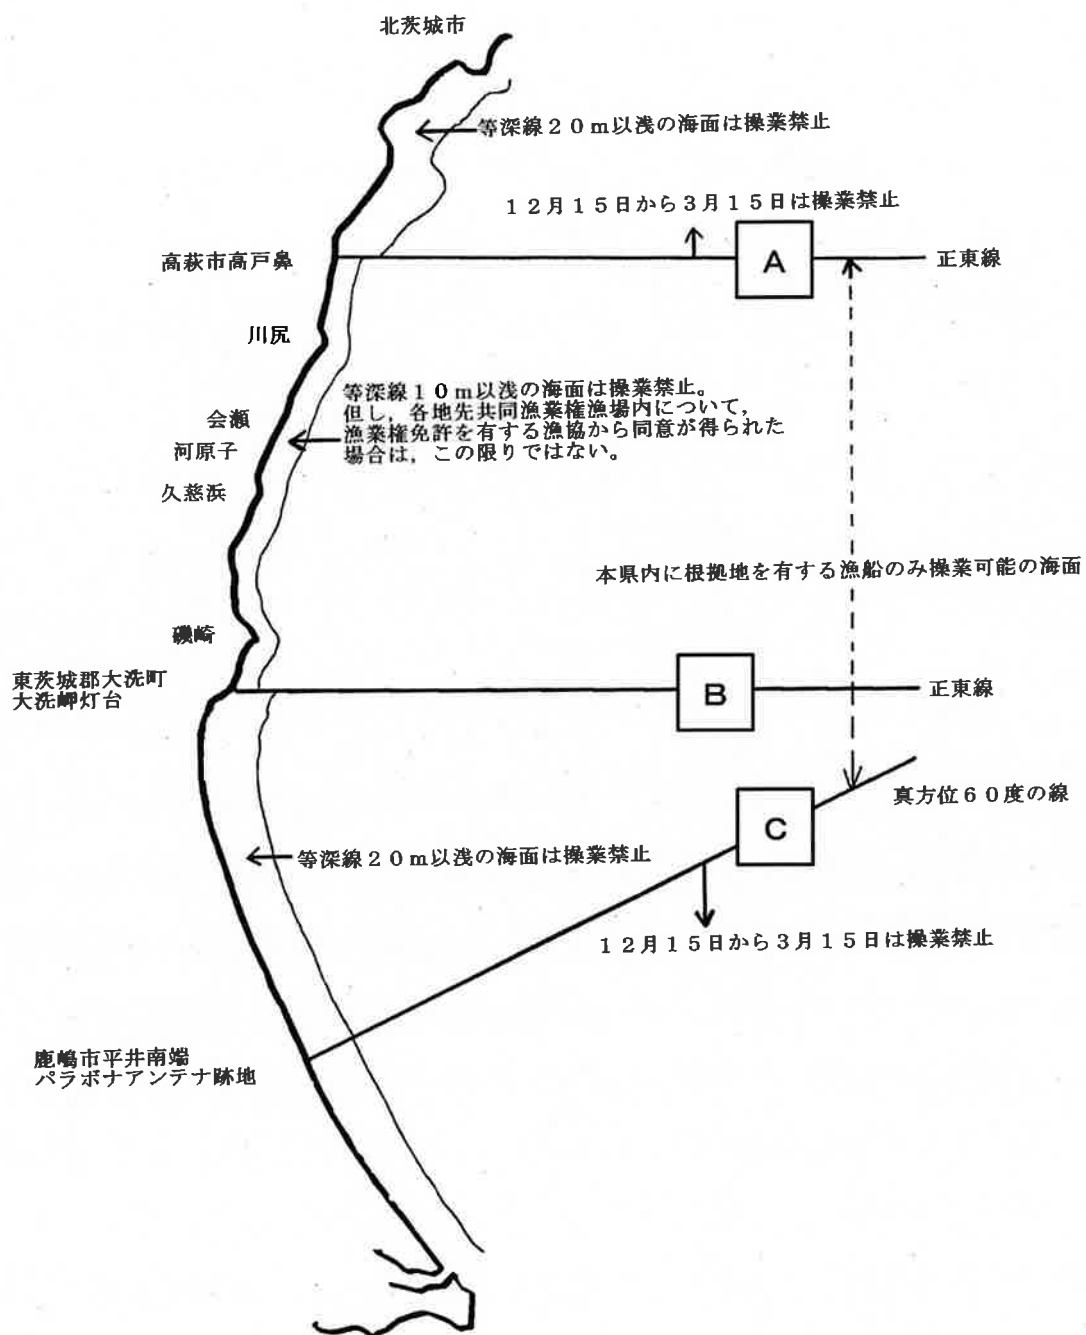 北茨城市
等深線２０ｍ以浅の海面は操業禁止
１２月１５日から３月１５日は操業禁止
高萩市高戸鼻
A
正東線
川尻
等深線１０ｍ以浅の海面は操業禁止。
但し，各地先共同漁業権漁場内について，
漁業権免許を有する漁協から同意が得られた
場合は，この限りではない。
会瀬
河原子
久慈浜
本県内に根拠地を有する漁船のみ操業可能の海面
磯崎
東茨城郡大洗町
大洗岬灯台
B
正東線
真方位６０度の線
C
等深線２０ｍ以浅の海面は操業禁止
１２月１５日から３月１５日は操業禁止
鹿嶋市平井南端
パラボナアンテナ跡地